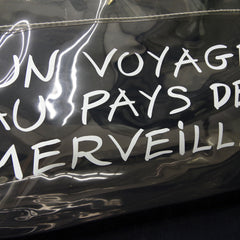 UN VOYAGE
AU PAYS DE
MERVEILL